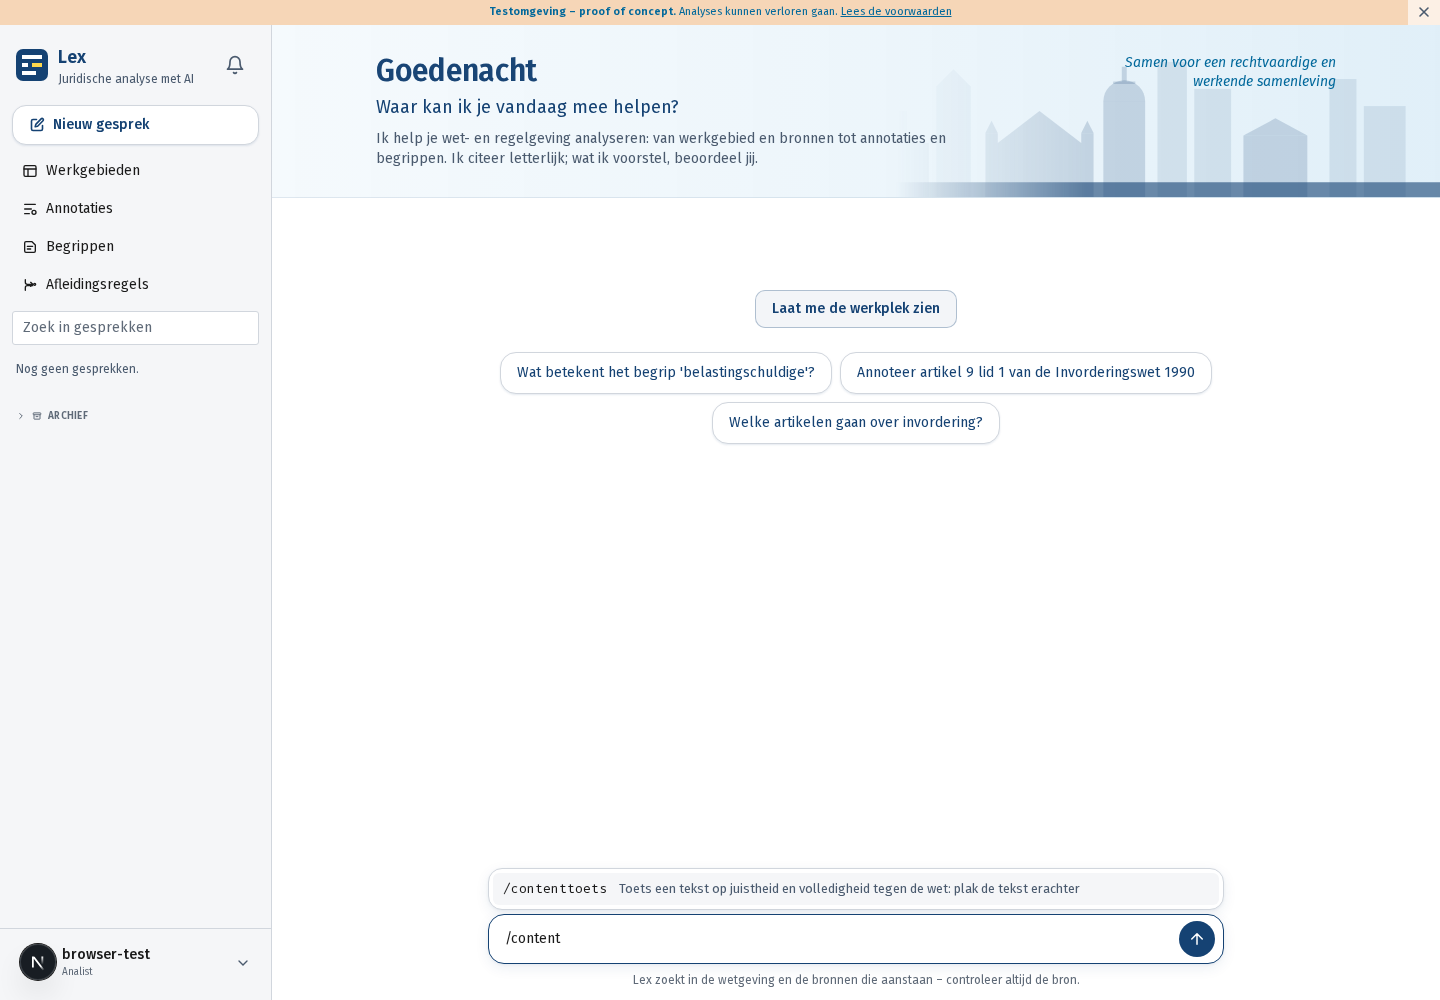 Testomgeving – proof of concept. Analyses kunnen verloren gaan. Lees de voorwaarden
Lex
Juridische analyse met AI
Nieuw gesprek
Werkgebieden
Annotaties
Begrippen
Afleidingsregels
Zoek in gesprekken
Nog geen gesprekken.
ARCHIEF
browser-test
Analist
Goedenacht
Waar kan ik je vandaag mee helpen?
Ik help je wet- en regelgeving analyseren: van werkgebied en bronnen tot annotaties en
begrippen. Ik citeer letterlijk; wat ik voorstel, beoordeel jij.
Samen voor een rechtvaardige en
werkende samenleving
Laat me de werkplek zien
Wat betekent het begrip 'belastingschuldige'?
Annoteer artikel 9 lid 1 van de Invorderingswet 1990
Welke artikelen gaan over invordering?
/contenttoets Toets een tekst op juistheid en volledigheid tegen de wet: plak de tekst erachter
/content
Lex zoekt in de wetgeving en de bronnen die aanstaan – controleer altijd de bron.